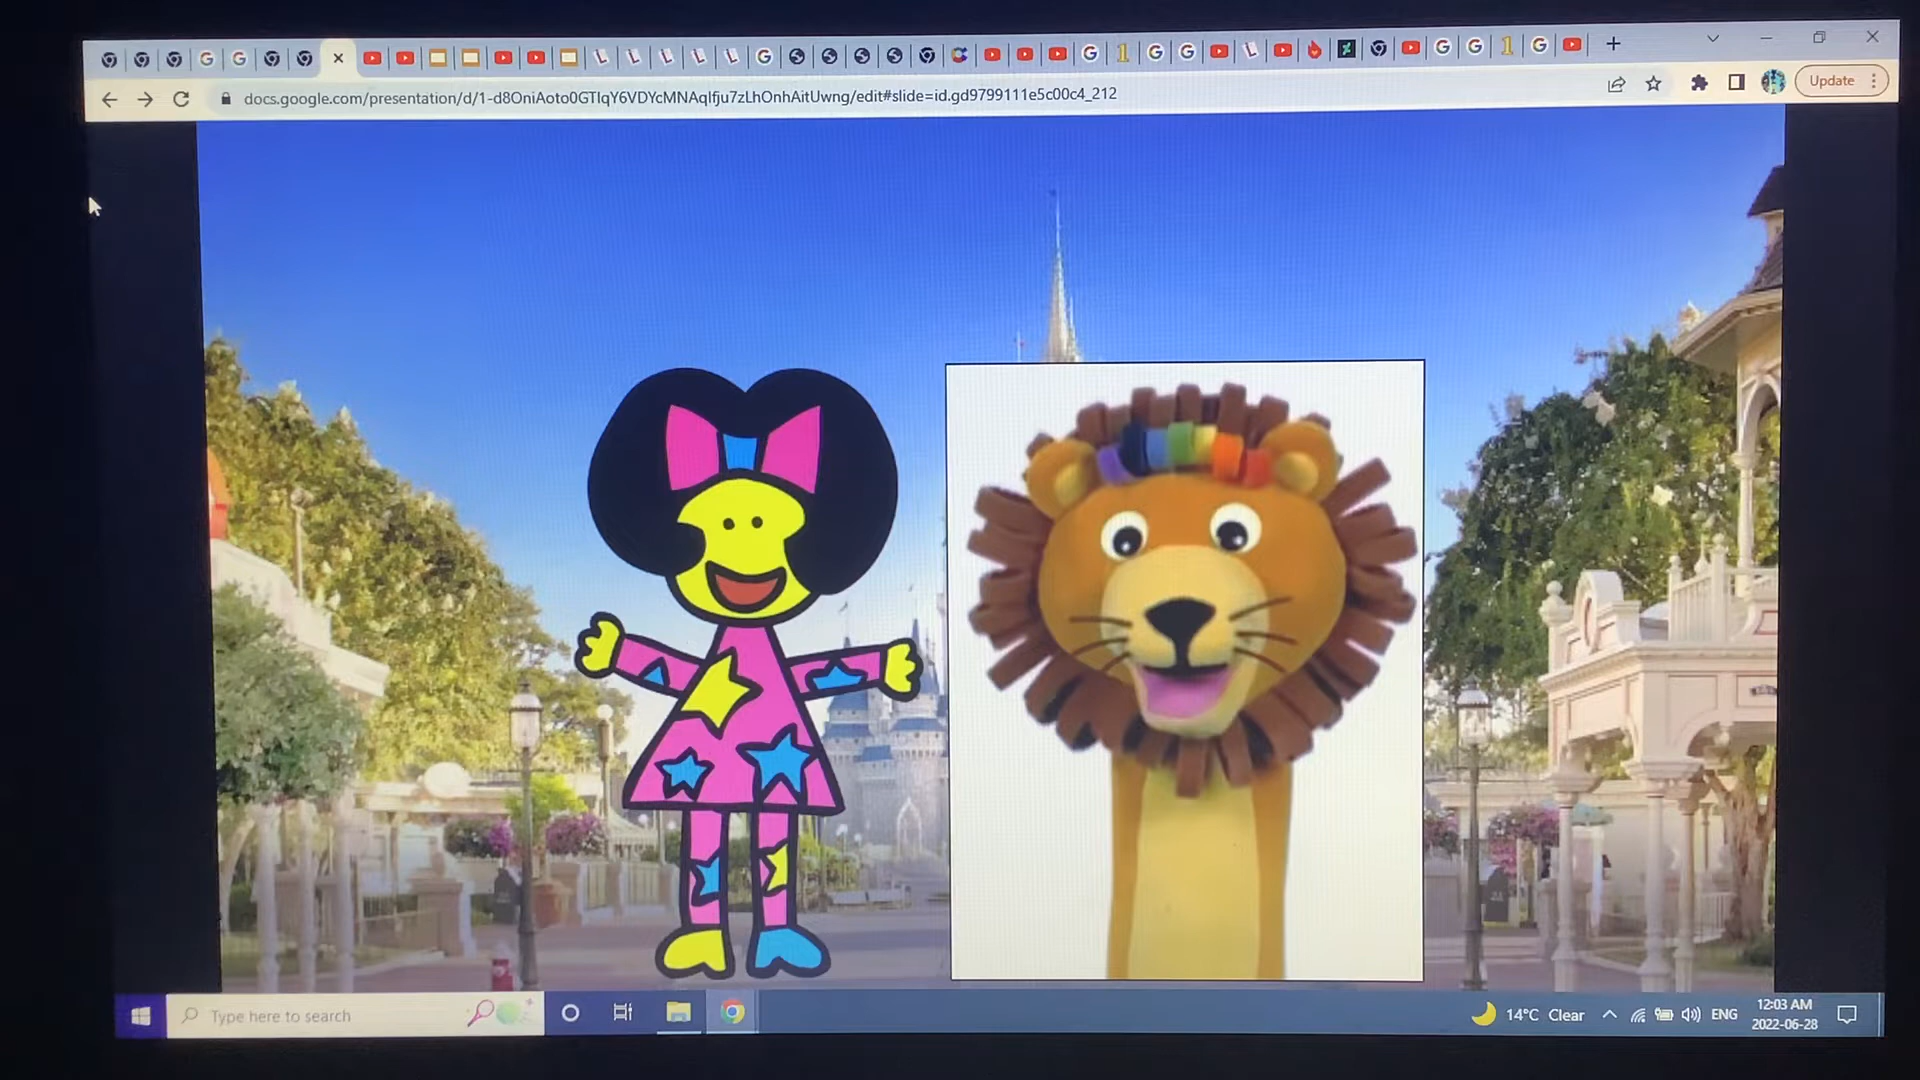 docs.google.com/presentation/d/1-d8OniAoto0GTIqY6VDYcMNAqIfju7zLhOnhAitUwng/edit#slide=id.gd9799111e5c00c4_212
Update
Type here to search
14°C Clear
ENG
12:03 AM
2022-06-28